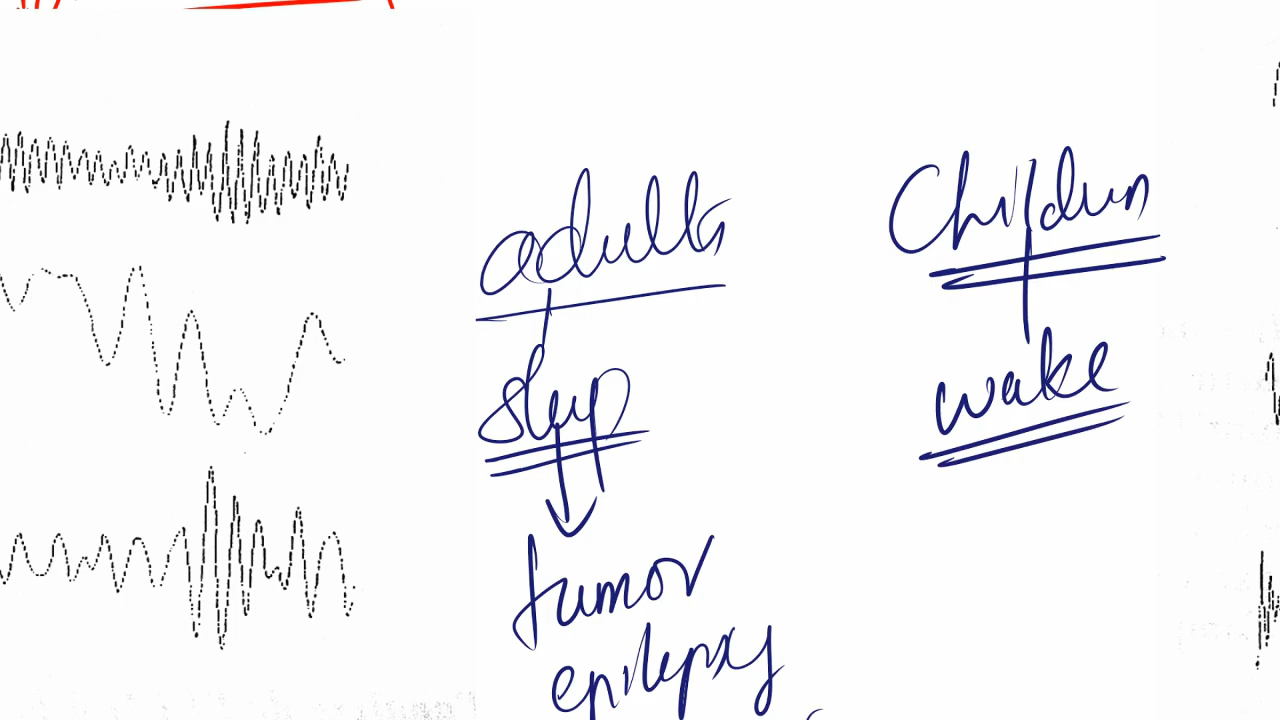 adults
Children
sleep
wake
tumor
epilepsy